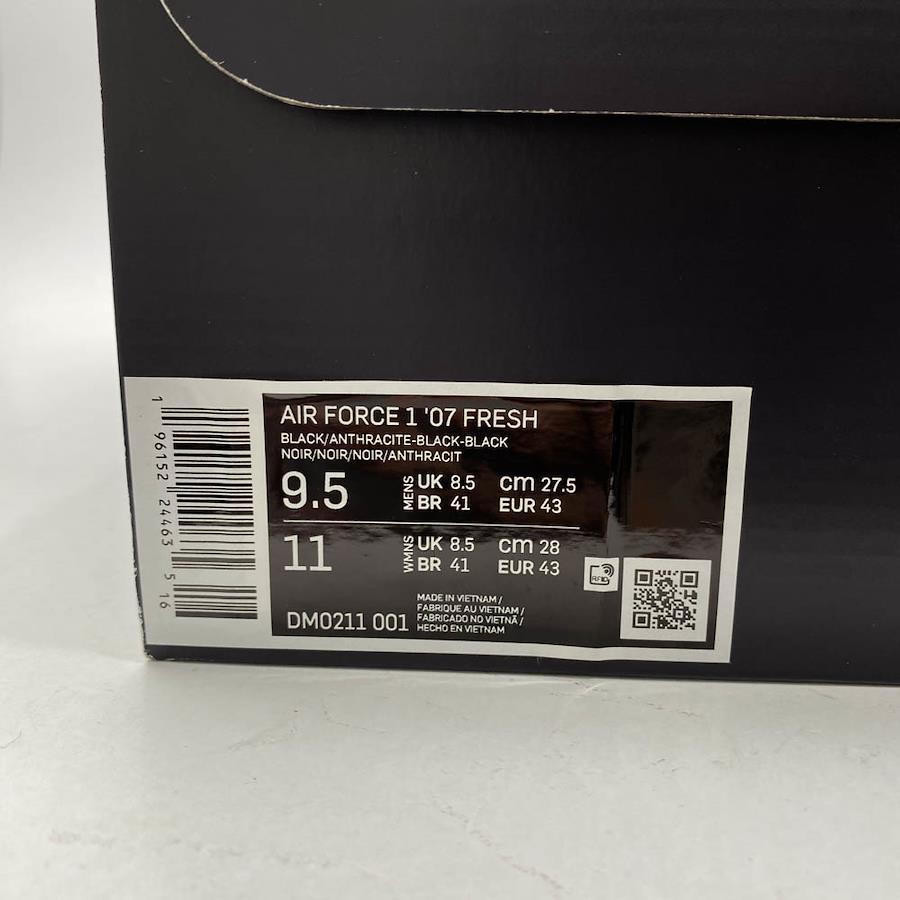 AIR FORCE 1 '07 FRESH
BLACK/ANTHRACITE-BLACK-BLACK
NOIR/NOIR/NOIR/ANTHRACIT
9.5 MENS UK 8.5 cm 27.5
BR 41 EUR 43
11 WMNS UK 8.5 cm 28
BR 41 EUR 43
DM0211 001
MADE IN VIETNAM /
FABRIQUE AU VIETNAM /
FABRICADO NO VIETNÃ /
HECHO EN VIETNAM
RFID
1 96152 24463 5 16